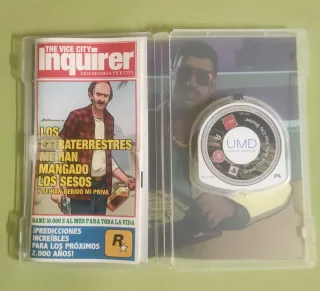 THE VICE CITY
Inquirer
LOS
EXTRATERRESTRES
ME HAN
MANGADO
LOS SESOS
Y SE HAN BEBIDO MI PRIVA
GANE 10.000 $ AL MES PARA TODA LA VIDA
¡PREDICCIONES
INCREÍBLES
PARA LOS PRÓXIMOS
2.000 AÑOS!
R
UMD